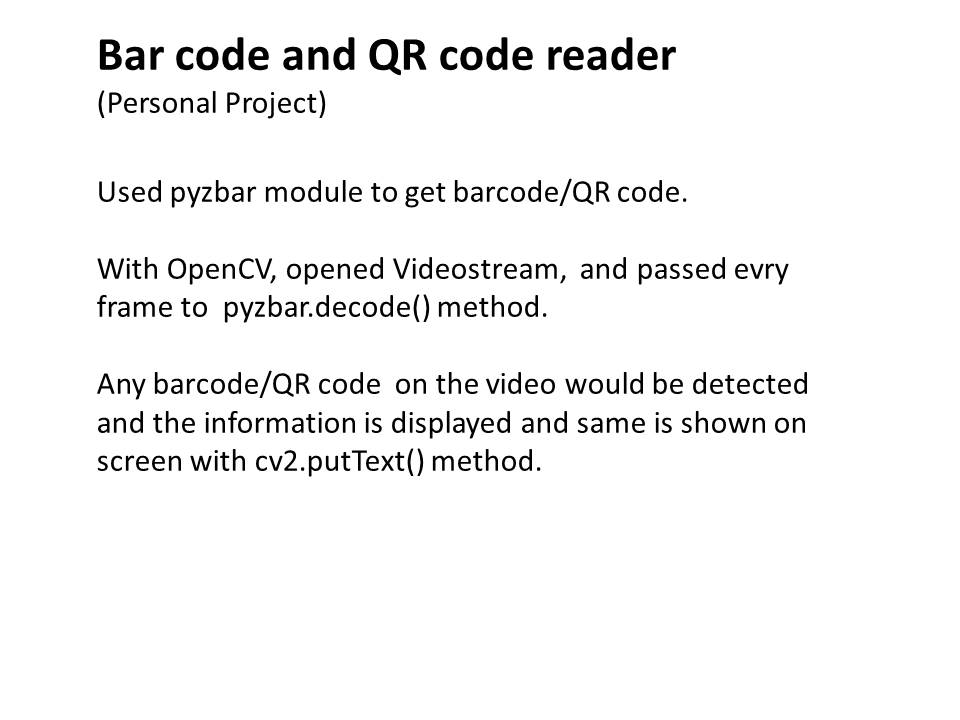 Bar code and QR code reader
(Personal Project)
Used pyzbar module to get barcode/QR code.
With OpenCV, opened Videostream,  and passed evry
frame to  pyzbar.decode() method.
Any barcode/QR code  on the video would be detected
and the information is displayed and same is shown on
screen with cv2.putText() method.